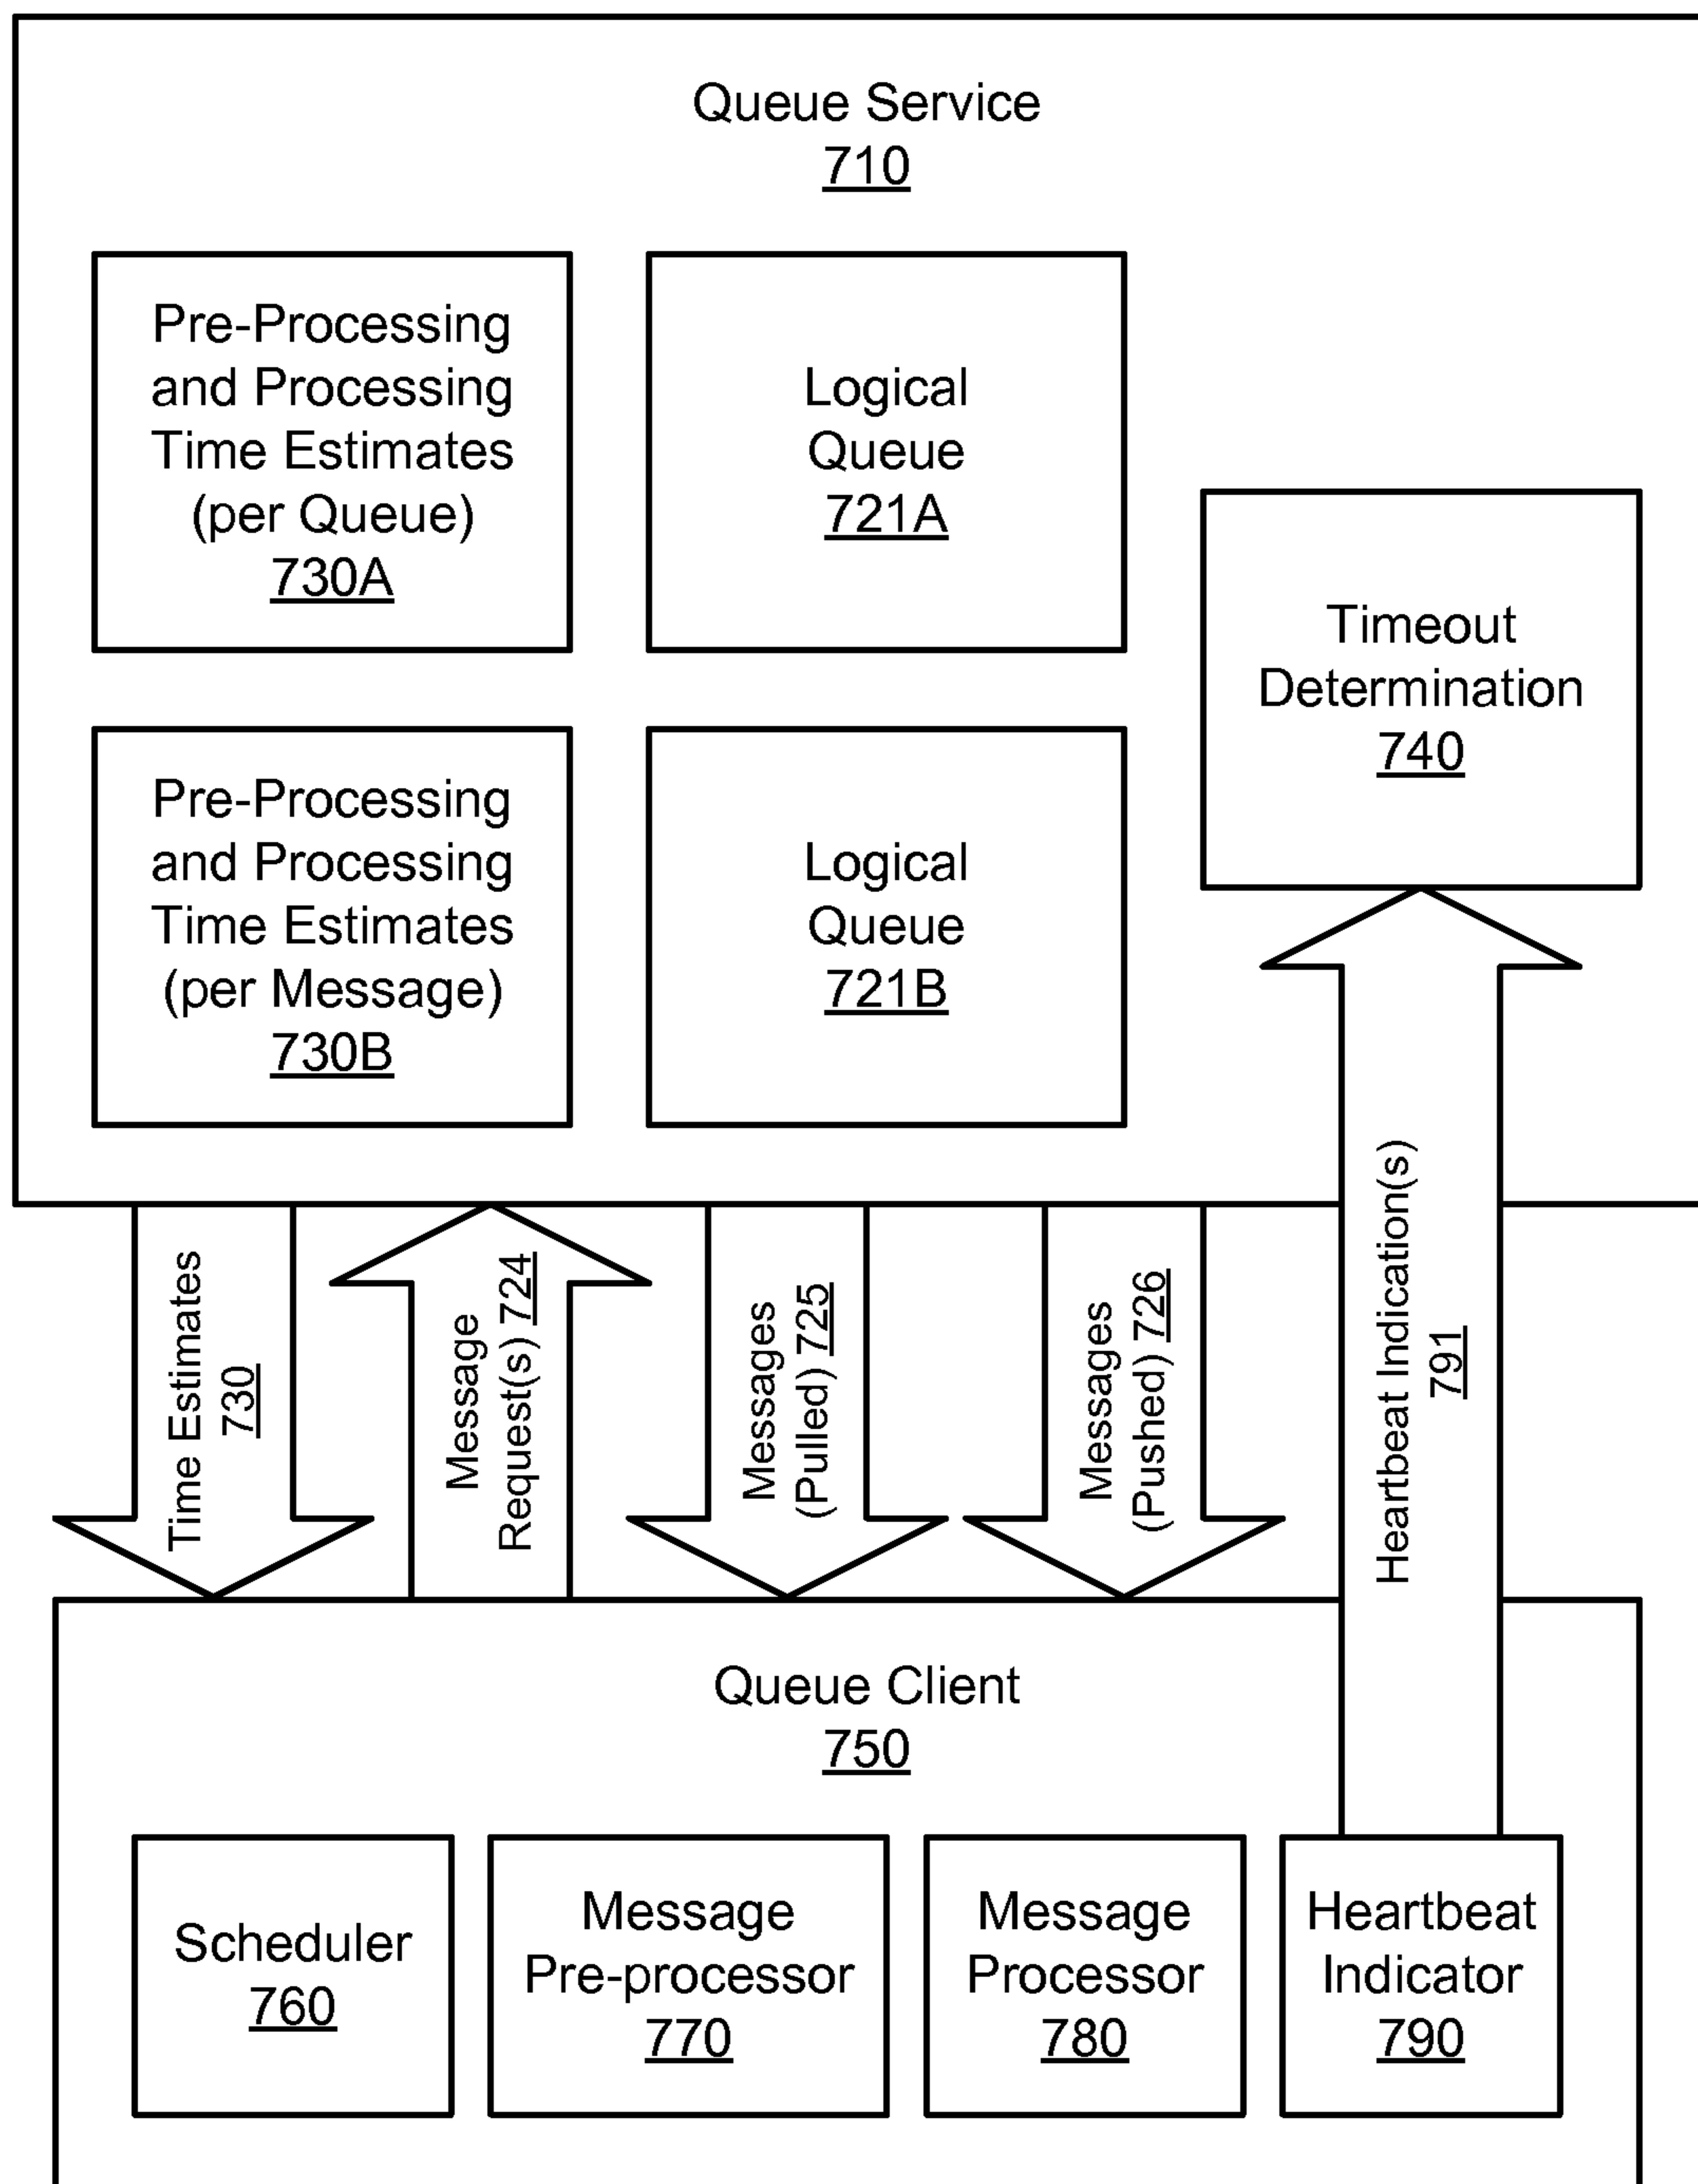 Queue Service
710
Pre-Processing
and Processing
Time Estimates
(per Queue)
730A
Logical
Queue
721A
Timeout
Determination
740
Pre-Processing
and Processing
Time Estimates
(per Message)
730B
Logical
Queue
721B
Time Estimates
730
Message
Request(s) 724
Messages
(Pulled) 725
Messages
(Pushed) 726
Heartbeat Indication(s)
791
Queue Client
750
Scheduler
760
Message
Pre-processor
770
Message
Processor
780
Heartbeat
Indicator
790